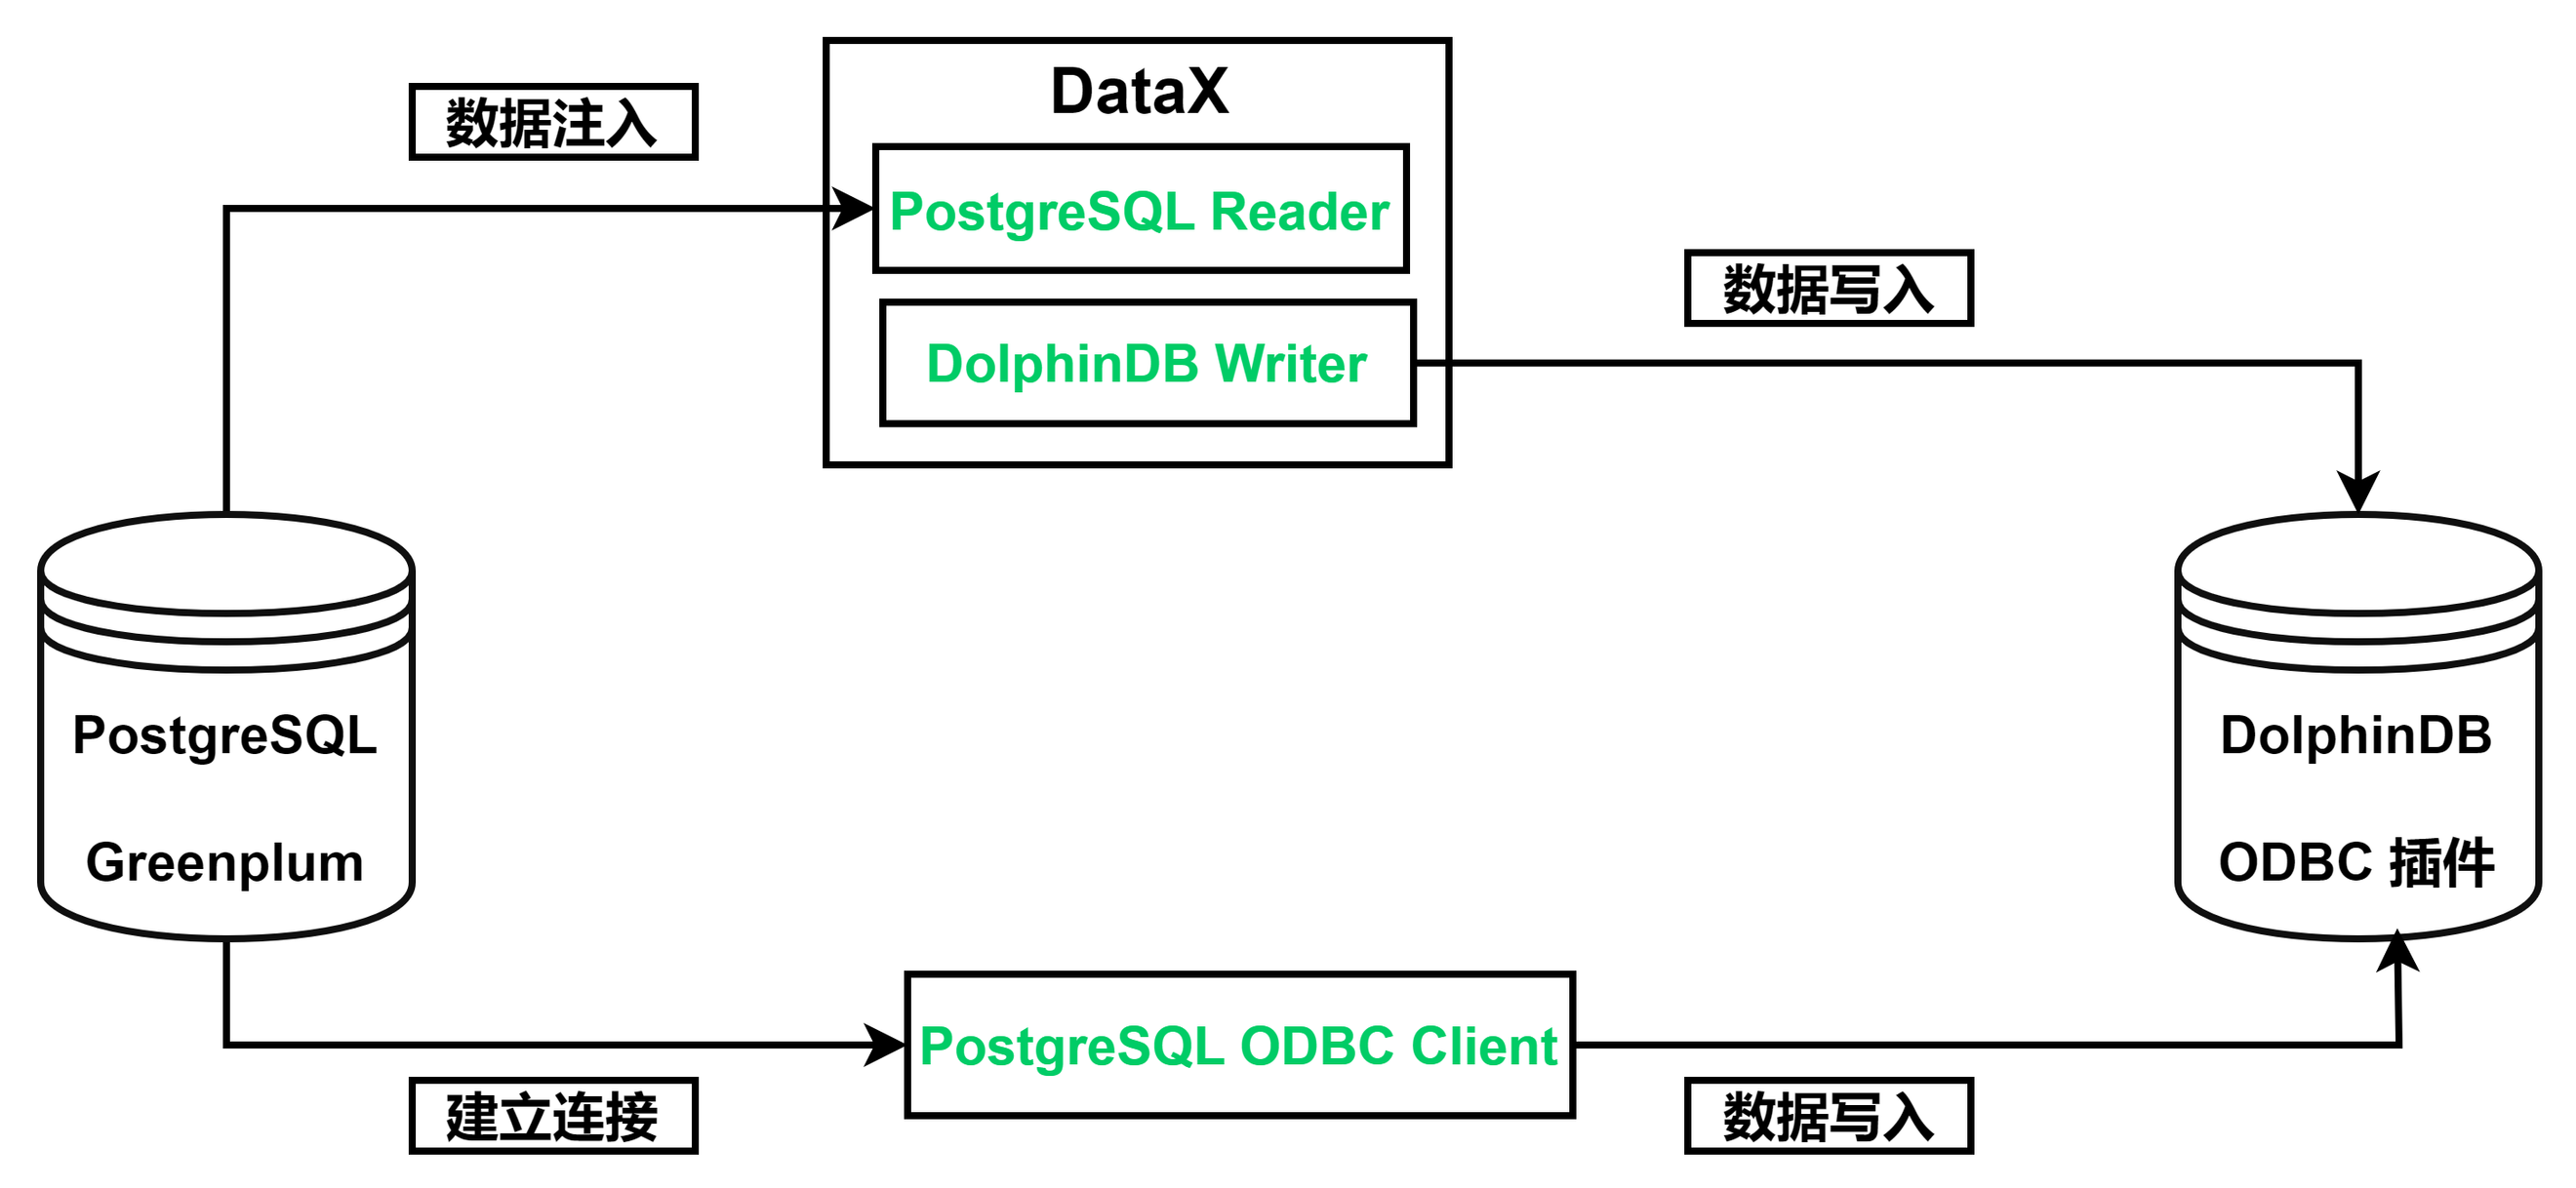 DataX
数据注入
PostgreSQL Reader
数据写入
DolphinDB Writer
PostgreSQL
Greenplum
DolphinDB
ODBC 插件
PostgreSQL ODBC Client
建立连接
数据写入